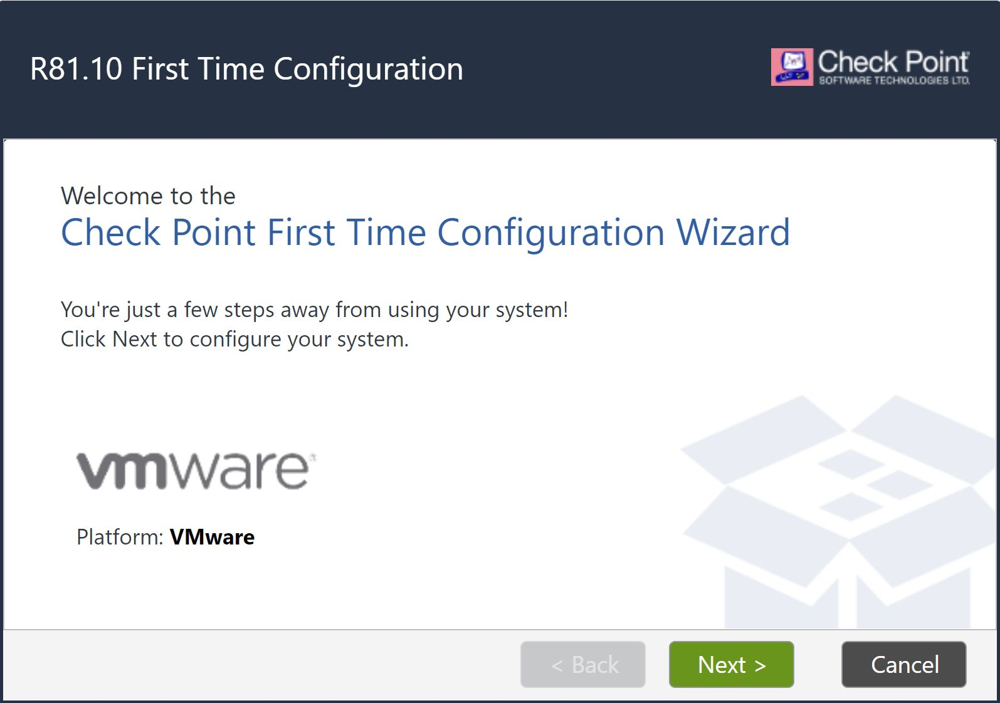 R81.10 First Time Configuration
Check Point
SOFTWARE TECHNOLOGIES LTD.
Welcome to the
Check Point First Time Configuration Wizard
You're just a few steps away from using your system!
Click Next to configure your system.
vmware
Platform: VMware
< Back
Next >
Cancel